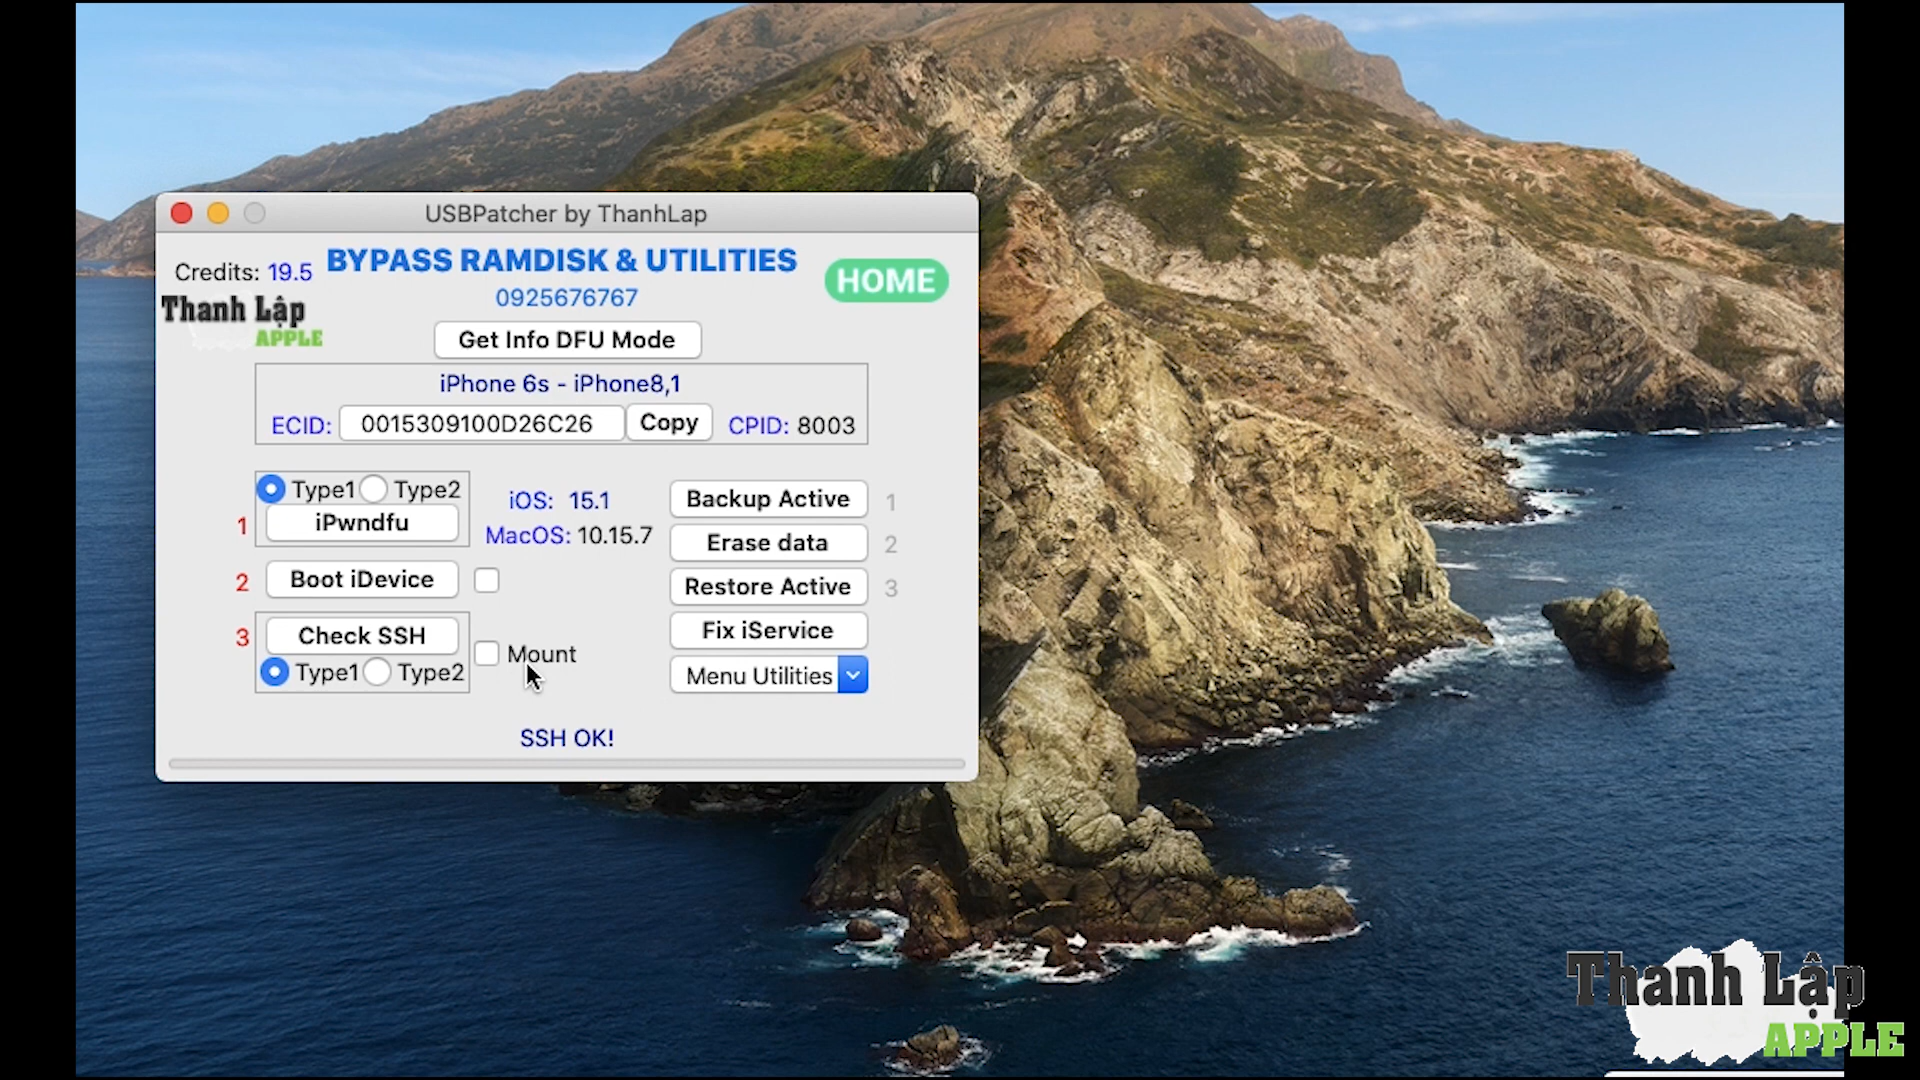 USBPatcher by ThanhLap
Credits: 19.5
BYPASS RAMDISK & UTILITIES
0925676767
HOME
Thanh Lập
APPLE
Get Info DFU Mode
iPhone 6s - iPhone8,1
ECID: 0015309100D26C26 Copy CPID: 8003
Type1 Type2
1 iPwndfu
iOS: 15.1
MacOS: 10.15.7
2 Boot iDevice
3 Check SSH
Type1 Type2
Mount
Backup Active 1
Erase data 2
Restore Active 3
Fix iService
Menu Utilities
SSH OK!
Thanh Lập
APPLE